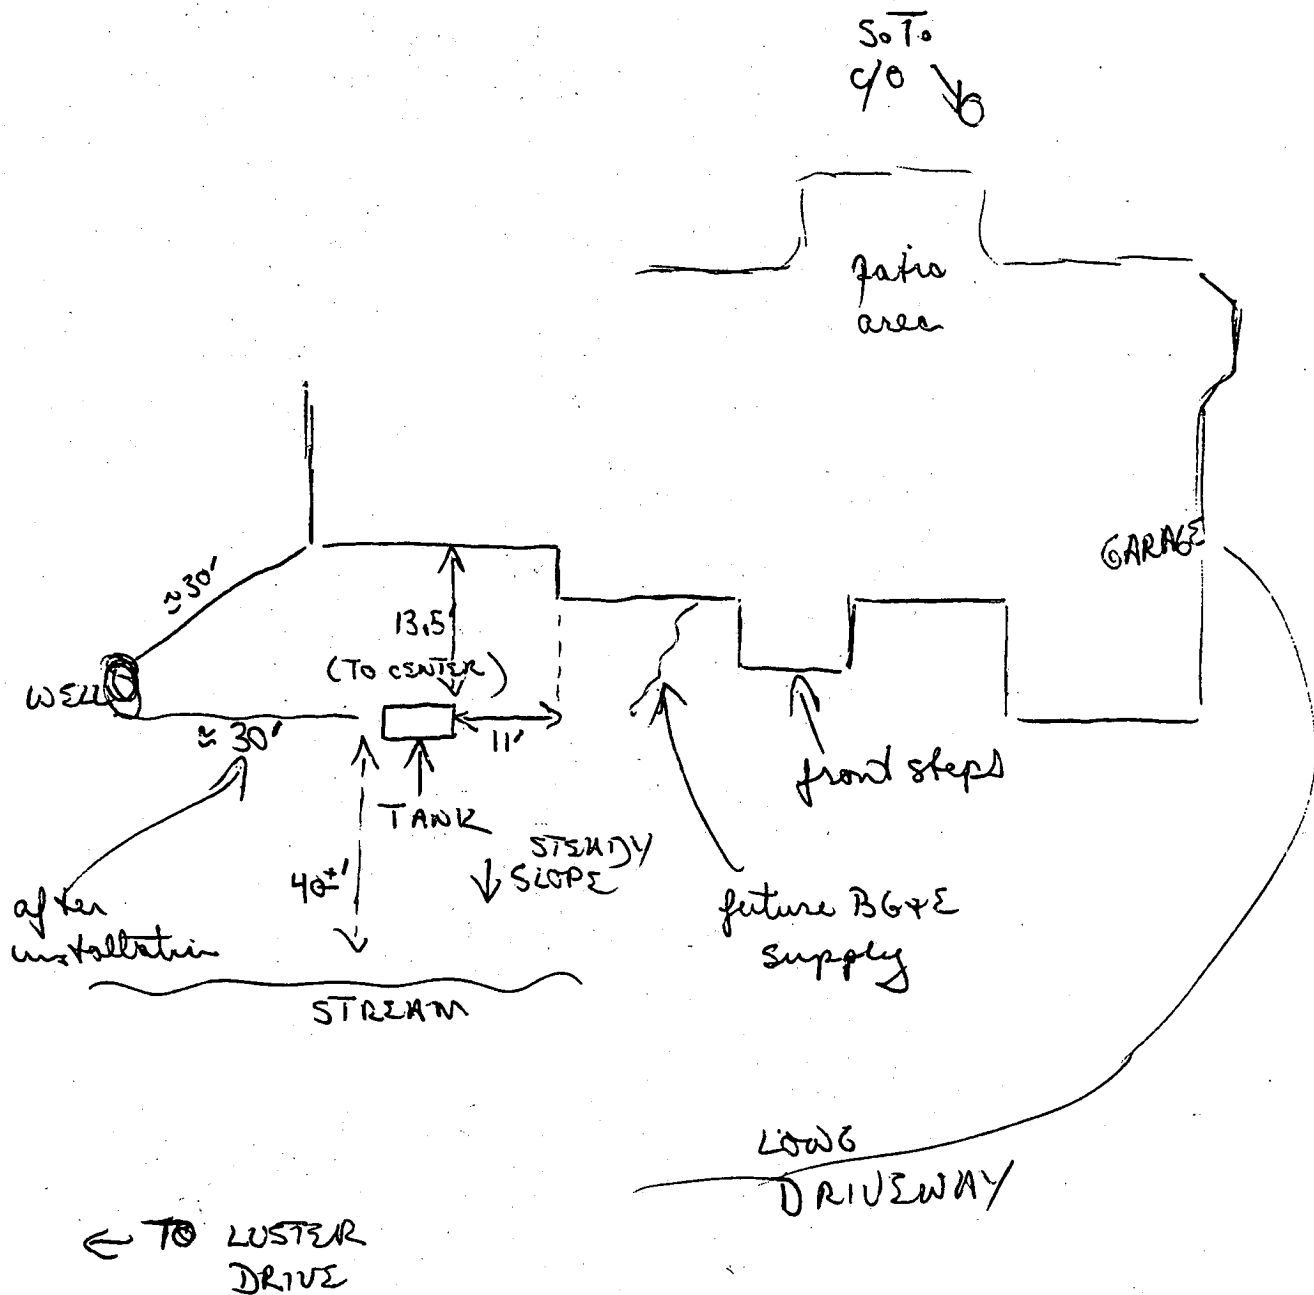 S.T.
C/O
patio
area
GARAGE
≈30'
13.5'
(TO CENTER)
WELL
≈ 30'
11'
front steps
TANK
STEADY
SLOPE
40±'
after
installation
future BG&E
supply
STREAM
LONG
DRIVEWAY
← TO LUSTER
DRIVE